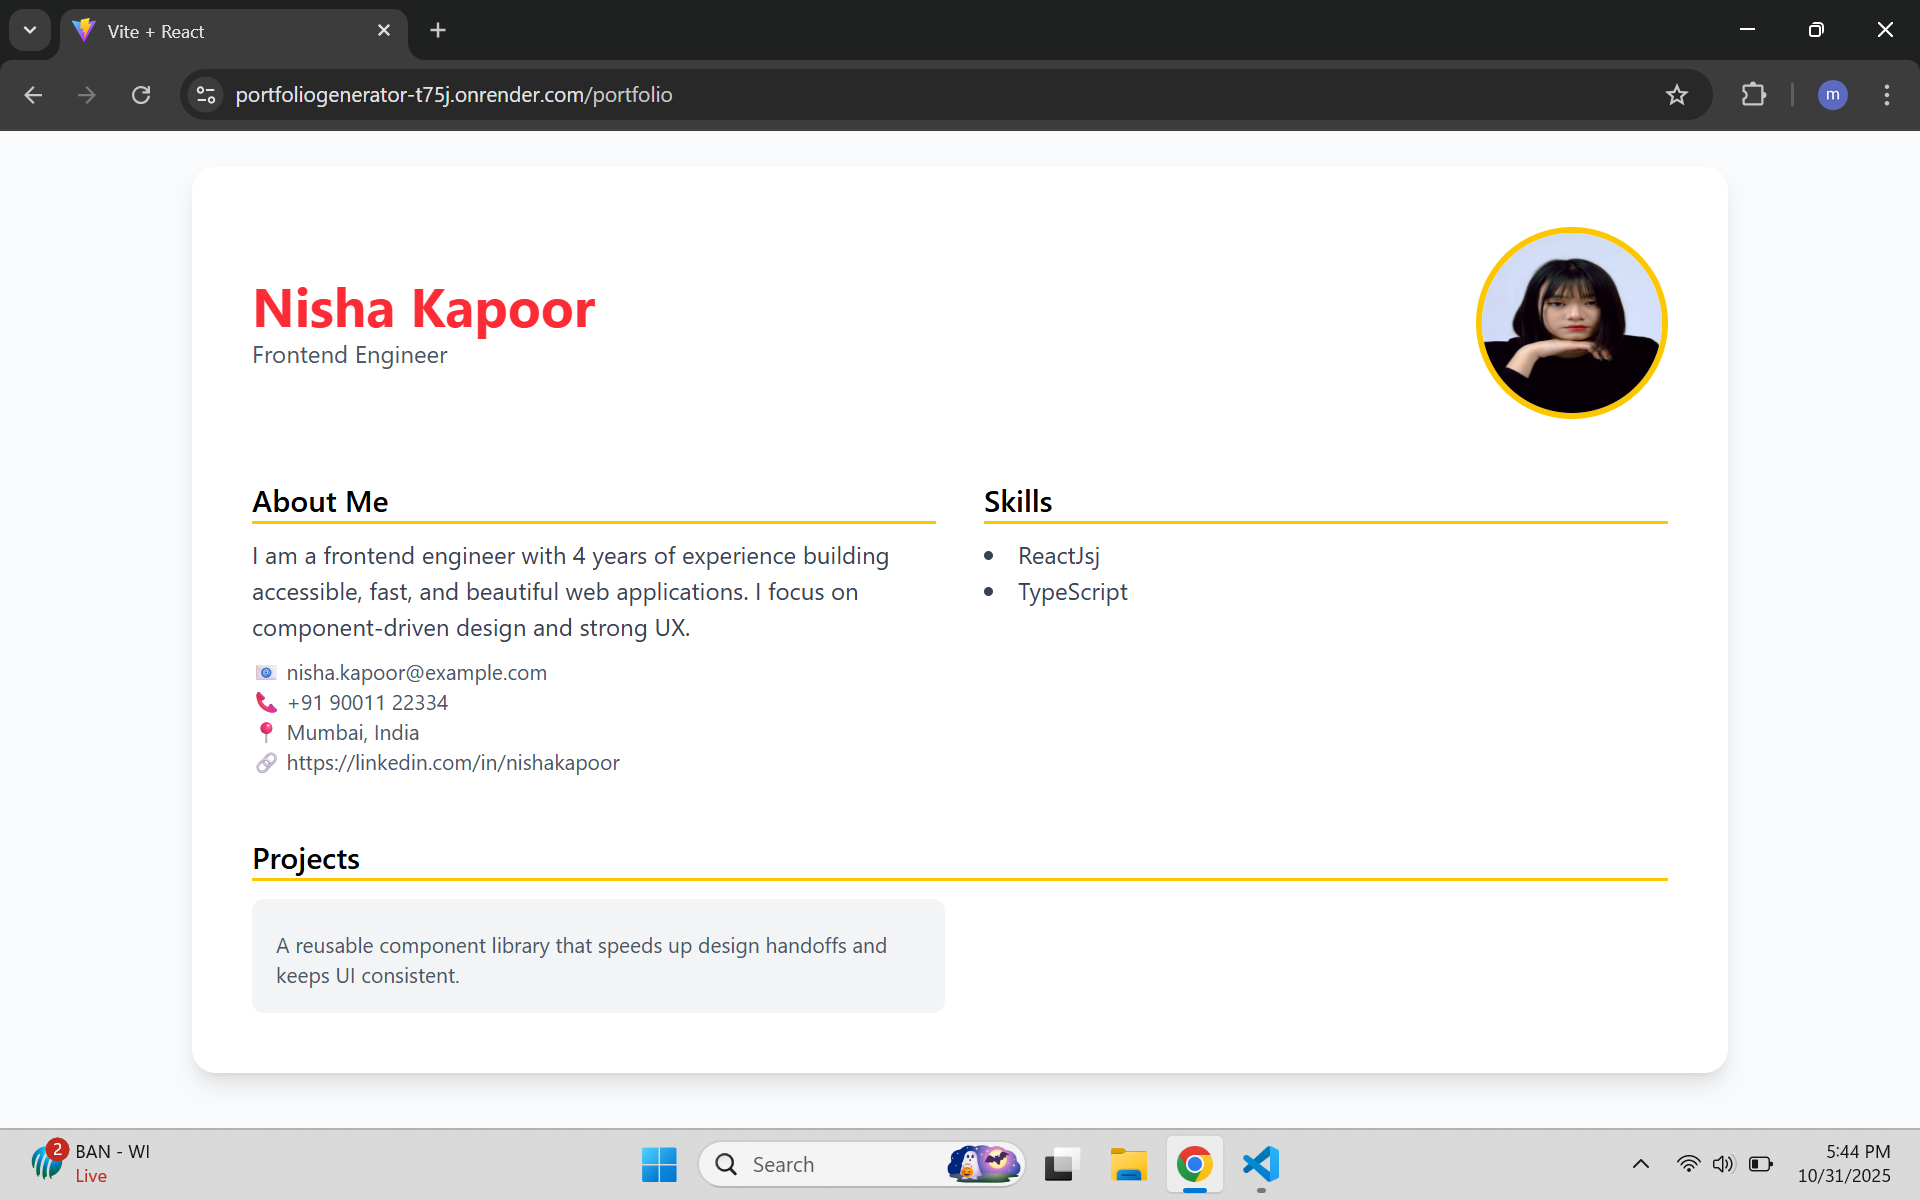 Vite + React
portfoliogenerator-t75j.onrender.com/portfolio
m
Nisha Kapoor
Frontend Engineer
About Me
I am a frontend engineer with 4 years of experience building
accessible, fast, and beautiful web applications. I focus on
component-driven design and strong UX.
nisha.kapoor@example.com
+91 90011 22334
Mumbai, India
https://linkedin.com/in/nishakapoor
Skills
ReactJsj
TypeScript
Projects
A reusable component library that speeds up design handoffs and
keeps UI consistent.
2
BAN - WI
Live
Search
5:44 PM
10/31/2025